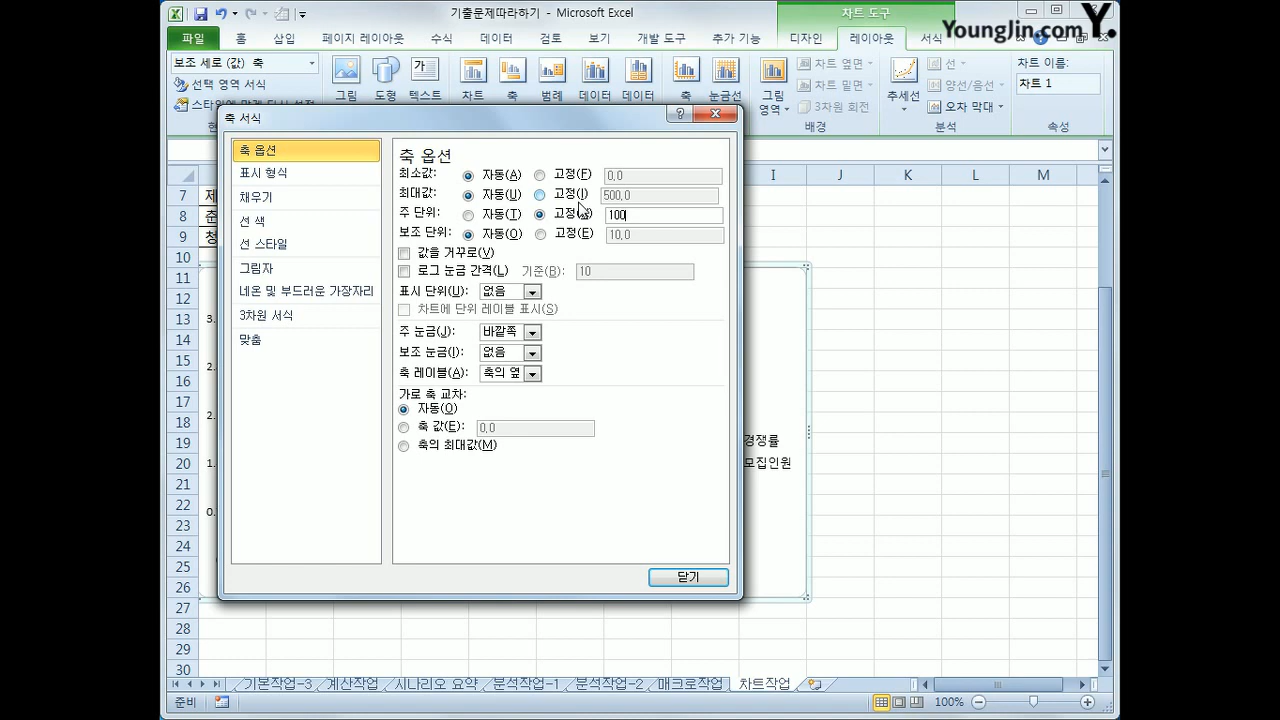 기출문제따라하기 - Microsoft Excel
차트 도구
YoungJin.com Y.
파일 홈 삽입 페이지 레이아웃 수식 데이터 검토 보기 개발 도구 추가 기능 디자인 레이아웃 서식
보조 세로 (값) 축
선택 영역 서식
그림 도형 텍스트 차트 축 범례 데이터 데이터 축 눈금선 그림 영역
차트 옆면
차트 밑면
3차원 회전
배경
추세선
선
양선/음선
오차 막대
분석
차트 이름:
차트 1
속성
축 서식
축 옵션
표시 형식
채우기
선 색
선 스타일
그림자
네온 및 부드러운 가장자리
3차원 서식
맞춤
축 옵션
최소값: 자동(A) 고정(F) 0,0
최대값: 자동(U) 고정(I) 500,0
주 단위: 자동(T) 고정 100
보조 단위: 자동(O) 고정(E) 10,0
값을 거꾸로(V)
로그 눈금 간격(L) 기준(B): 10
표시 단위(U): 없음
차트에 단위 레이블 표시(S)
주 눈금(J): 바깥쪽
보조 눈금(I): 없음
축 레이블(A): 축의 옆
가로 축 교차:
자동(O)
축 값(E): 0,0
축의 최대값(M)
닫기
I J K L M
7
8
9
10
11
12
13
14
15
16
17
18
19
20
21
22
23
24
25
26
27
28
29
30
3.
2.
2.
1.
0.
경쟁률
모집인원
기본작업-3 계산작업 시나리오 요약 분석작업-1 분석작업-2 매크로작업 차트작업
준비
100%